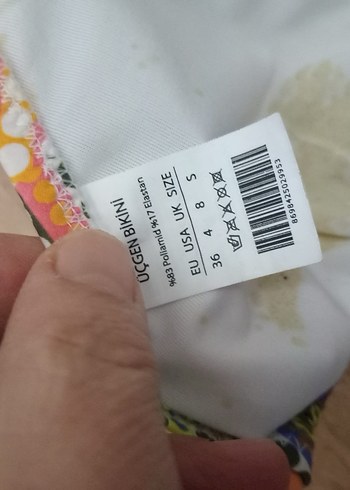 ÜÇGEN BİKİNİ
%83 Poliamid %17 Elastan
EU USA UK SIZE
36 4 8 S
8698425029953